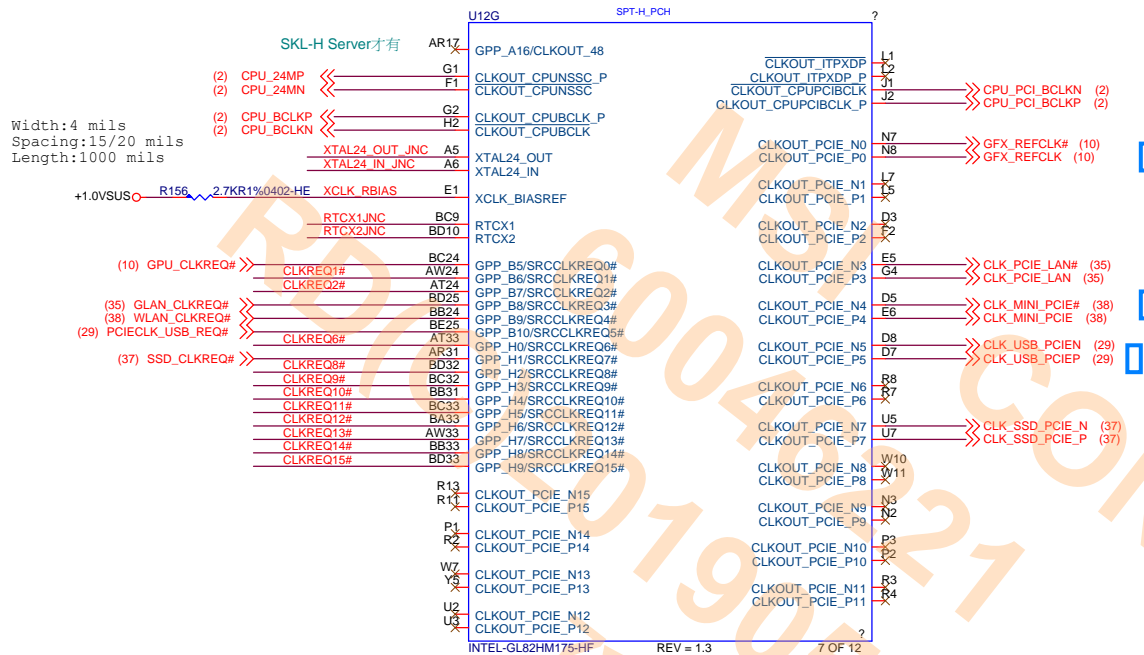 U12G SPT-H_PCH ?
SKL-H Server才有
AR17 GPP_A16/CLKOUT_48
CLKOUT_ITPXDP L1
CLKOUT_ITPXDP_P L2
(2) CPU_24MP G1 CLKOUT_CPUNSSC_P
(2) CPU_24MN F1 CLKOUT_CPUNSSC
CLKOUT_CPUPCIBCLK J1 CPU_PCI_BCLKN (2)
CLKOUT_CPUPCIBCLK_P J2 CPU_PCI_BCLKP (2)
(2) CPU_BCLKP G2 CLKOUT_CPUBCLK_P
(2) CPU_BCLKN H2 CLKOUT_CPUBCLK
Width:4 mils
Spacing:15/20 mils
Length:1000 mils
XTAL24_OUT_JNC A5 XTAL24_OUT
XTAL24_IN_JNC A6 XTAL24_IN
CLKOUT_PCIE_N0 N7 GFX_REFCLK# (10)
CLKOUT_PCIE_P0 N8 GFX_REFCLK (10)
+1.0VSUS R156 2.7KR1%0402-HE XCLK_RBIAS E1 XCLK_BIASREF
CLKOUT_PCIE_N1 L7
CLKOUT_PCIE_P1 L5
RTCX1JNC BC9 RTCX1
RTCX2JNC BD10 RTCX2
CLKOUT_PCIE_N2 D3
CLKOUT_PCIE_P2 F2
(10) GPU_CLKREQ# BC24 GPP_B5/SRCCLKREQ0#
CLKREQ1# AW24 GPP_B6/SRCCLKREQ1#
CLKREQ2# AT24 GPP_B7/SRCCLKREQ2#
(35) GLAN_CLKREQ# BD25 GPP_B8/SRCCLKREQ3#
(38) WLAN_CLKREQ# BB24 GPP_B9/SRCCLKREQ4#
(29) PCIECLK_USB_REQ# BE25 GPP_B10/SRCCLKREQ5#
CLKREQ6# AT33 GPP_H0/SRCCLKREQ6#
(37) SSD_CLKREQ# AR31 GPP_H1/SRCCLKREQ7#
CLKREQ8# BD32 GPP_H2/SRCCLKREQ8#
CLKREQ9# BC32 GPP_H3/SRCCLKREQ9#
CLKREQ10# BB31 GPP_H4/SRCCLKREQ10#
CLKREQ11# BC33 GPP_H5/SRCCLKREQ11#
CLKREQ12# BA33 GPP_H6/SRCCLKREQ12#
CLKREQ13# AW33 GPP_H7/SRCCLKREQ13#
CLKREQ14# BB33 GPP_H8/SRCCLKREQ14#
CLKREQ15# BD33 GPP_H9/SRCCLKREQ15#
CLKOUT_PCIE_N3 E5 CLK_PCIE_LAN# (35)
CLKOUT_PCIE_P3 G4 CLK_PCIE_LAN (35)
CLKOUT_PCIE_N4 D5 CLK_MINI_PCIE# (38)
CLKOUT_PCIE_P4 E6 CLK_MINI_PCIE (38)
CLKOUT_PCIE_N5 D8 CLK_USB_PCIEN (29)
CLKOUT_PCIE_P5 D7 CLK_USB_PCIEP (29)
CLKOUT_PCIE_N6 R8
CLKOUT_PCIE_P6 R7
CLKOUT_PCIE_N7 U5 CLK_SSD_PCIE_N (37)
CLKOUT_PCIE_P7 U7 CLK_SSD_PCIE_P (37)
CLKOUT_PCIE_N8 W10
CLKOUT_PCIE_P8 W11
R13 CLKOUT_PCIE_N15
R11 CLKOUT_PCIE_P15
CLKOUT_PCIE_N9 N3
CLKOUT_PCIE_P9 N2
P1 CLKOUT_PCIE_N14
R2 CLKOUT_PCIE_P14
CLKOUT_PCIE_N10 P3
CLKOUT_PCIE_P10 P2
W7 CLKOUT_PCIE_N13
Y5 CLKOUT_PCIE_P13
CLKOUT_PCIE_N11 R3
CLKOUT_PCIE_P11 R4
U2 CLKOUT_PCIE_N12
U3 CLKOUT_PCIE_P12
?
INTEL-GL82HM175-HF REV = 1.3 7 OF 12
MSI CON
60046221